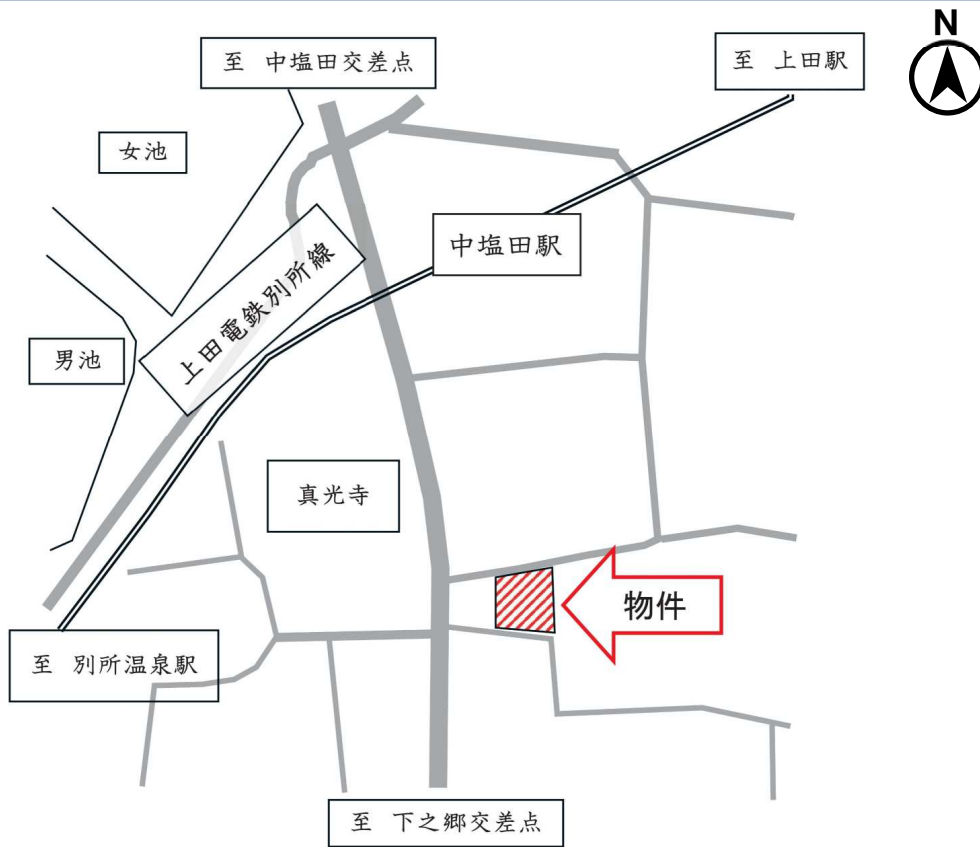 N
至 中塩田交差点
至 上田駅
女池
中塩田駅
上田電鉄別所線
男池
真光寺
物件
至 別所温泉駅
至 下之郷交差点